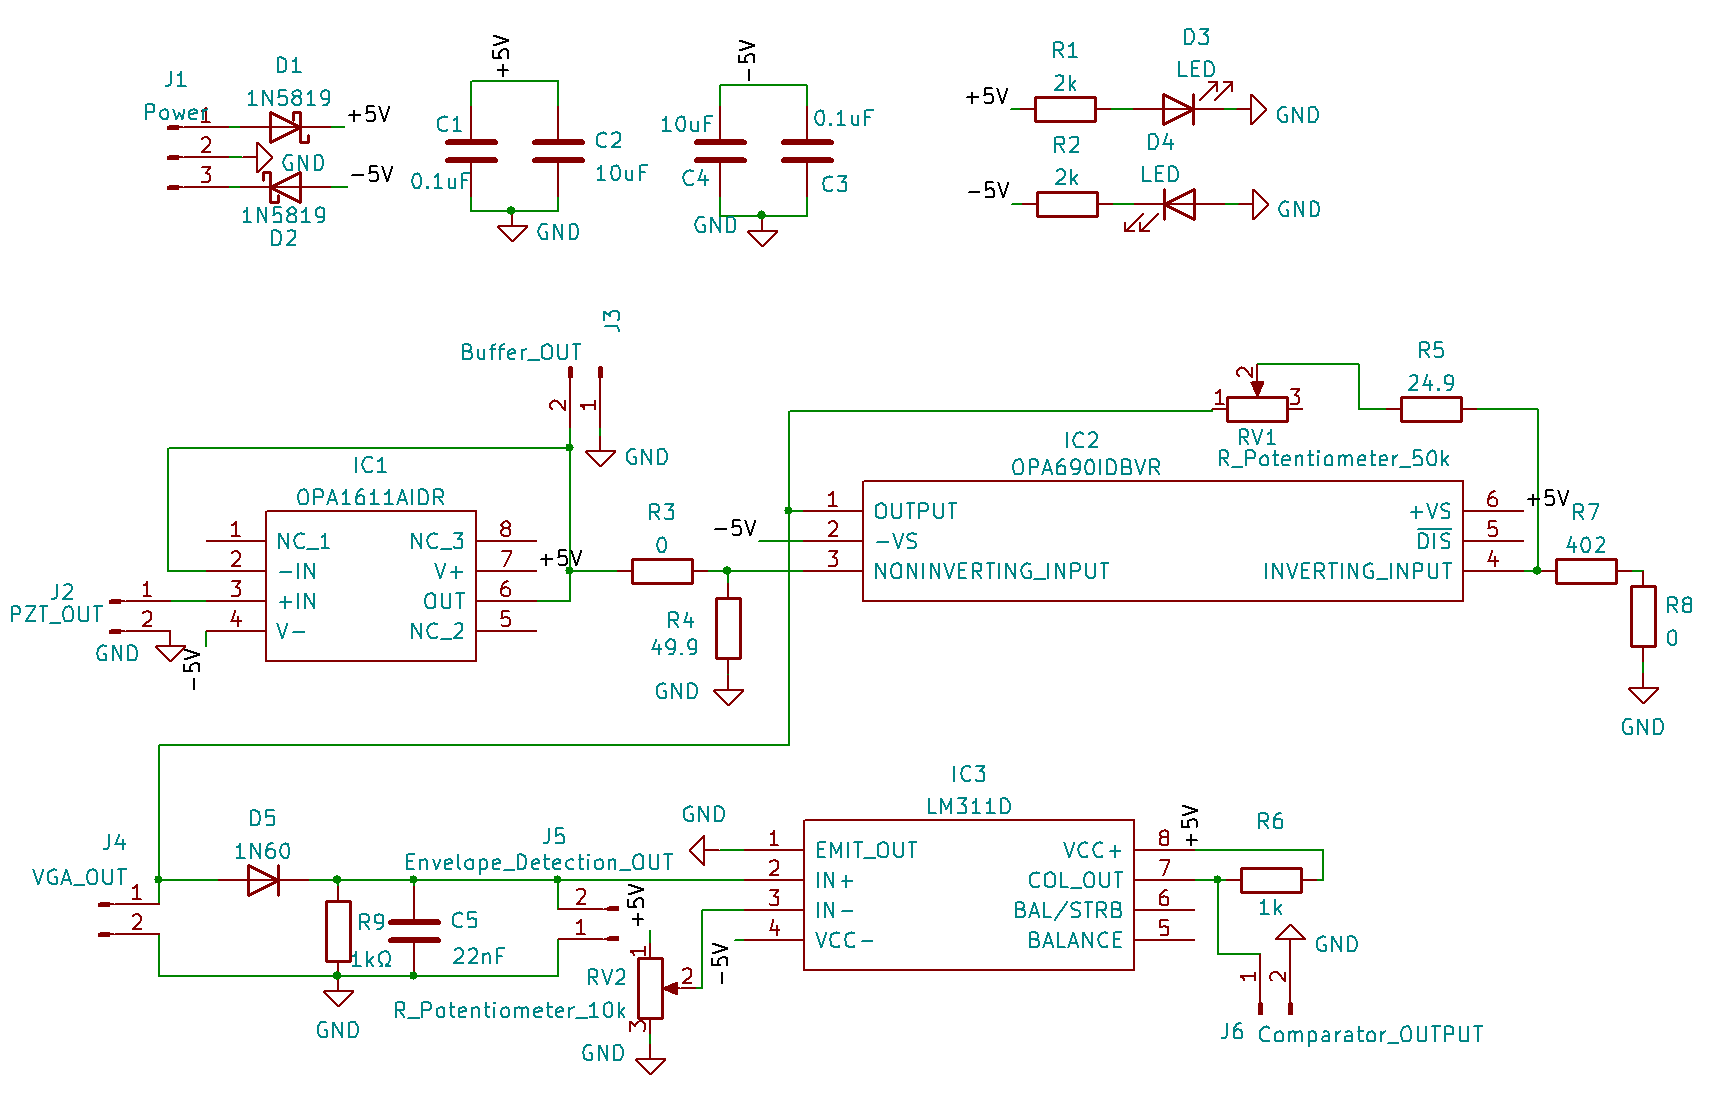 J1
Power
1
2
3
D1
1N5819
+5V
GND
-5V
1N5819
D2
+5V
C1
0.1uF
C2
10uF
GND
-5V
10uF
C4
0.1uF
C3
GND
R1
2k
+5V
D3
LED
GND
R2
2k
-5V
D4
LED
GND
J3
Buffer_OUT
2
1
GND
IC1
OPA1611AIDR
1
NC_1
2
-IN
3
+IN
4
V-
NC_3
8
V+
7
OUT
6
NC_2
5
+5V
J2
PZT_OUT
1
2
GND
-5V
R3
0
R4
49.9
GND
-5V
IC2
OPA690IDBVR
1
OUTPUT
2
-VS
3
NONINVERTING_INPUT
+VS
6
DIS
5
INVERTING_INPUT
4
+5V
1
2
3
RV1
R_Potentiometer_50k
R5
24.9
R7
402
R8
0
GND
J4
VGA_OUT
1
2
D5
1N60
R9
1kΩ
C5
22nF
GND
J5
Envelope_Detection_OUT
2
1
+5V
1
2
3
RV2
R_Potentiometer_10k
GND
-5V
GND
IC3
LM311D
1
EMIT_OUT
2
IN+
3
IN-
4
VCC-
VCC+
8
COL_OUT
7
BAL/STRB
6
BALANCE
5
+5V
R6
1k
GND
1
2
J6
Comparator_OUTPUT